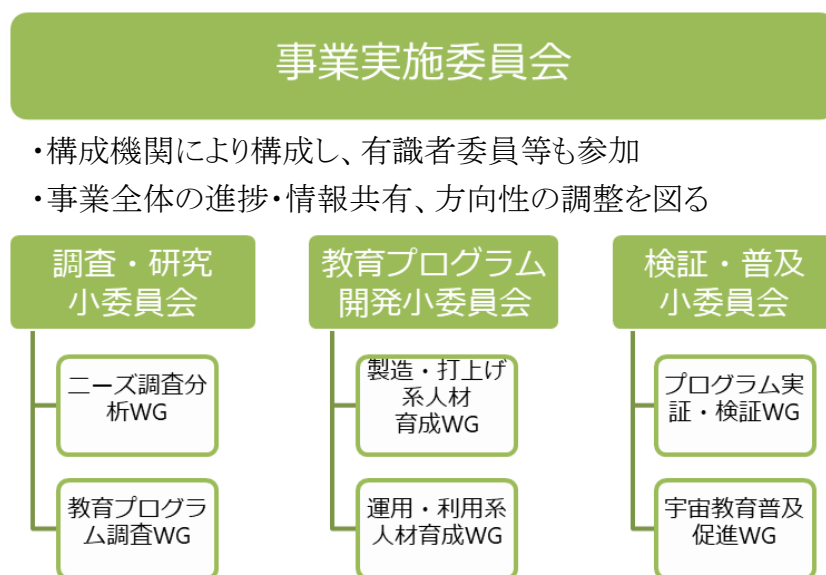 事業実施委員会
・構成機関により構成し、有識者委員等も参加
・事業全体の進捗・情報共有、方向性の調整を図る
調査・研究
小委員会
ニーズ調査分
析WG
教育プログラ
ム調査WG
教育プログラム
開発小委員会
製造・打上げ
系人材
育成WG
運用・利用系
人材育成WG
検証・普及
小委員会
プログラム実
証・検証WG
宇宙教育普及
促進WG